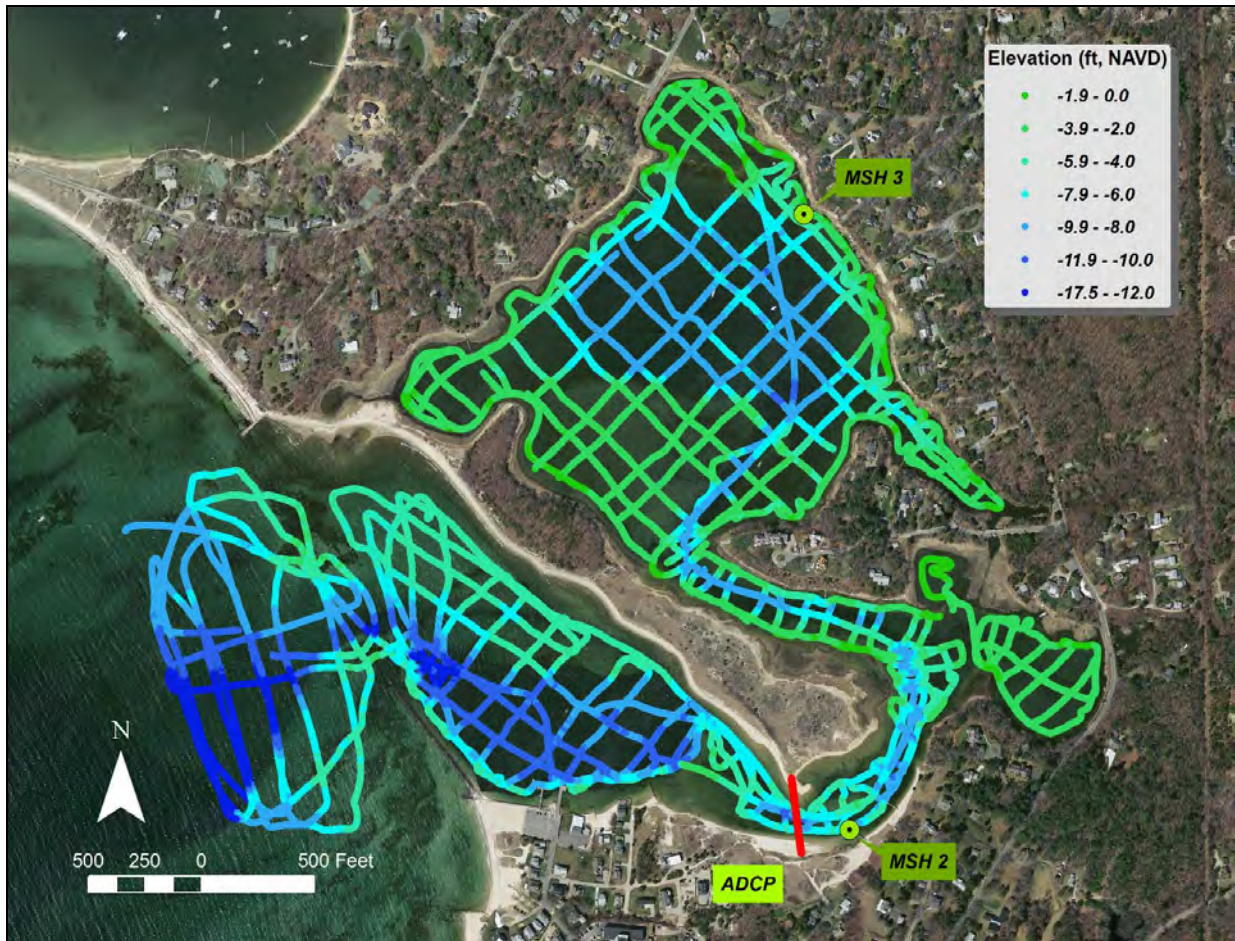 Elevation (ft, NAVD)
-1.9 - 0.0
-3.9 - -2.0
-5.9 - -4.0
-7.9 - -6.0
-9.9 - -8.0
-11.9 - -10.0
-17.5 - -12.0
MSH 3
N
500 250 0 500 Feet
ADCP
MSH 2